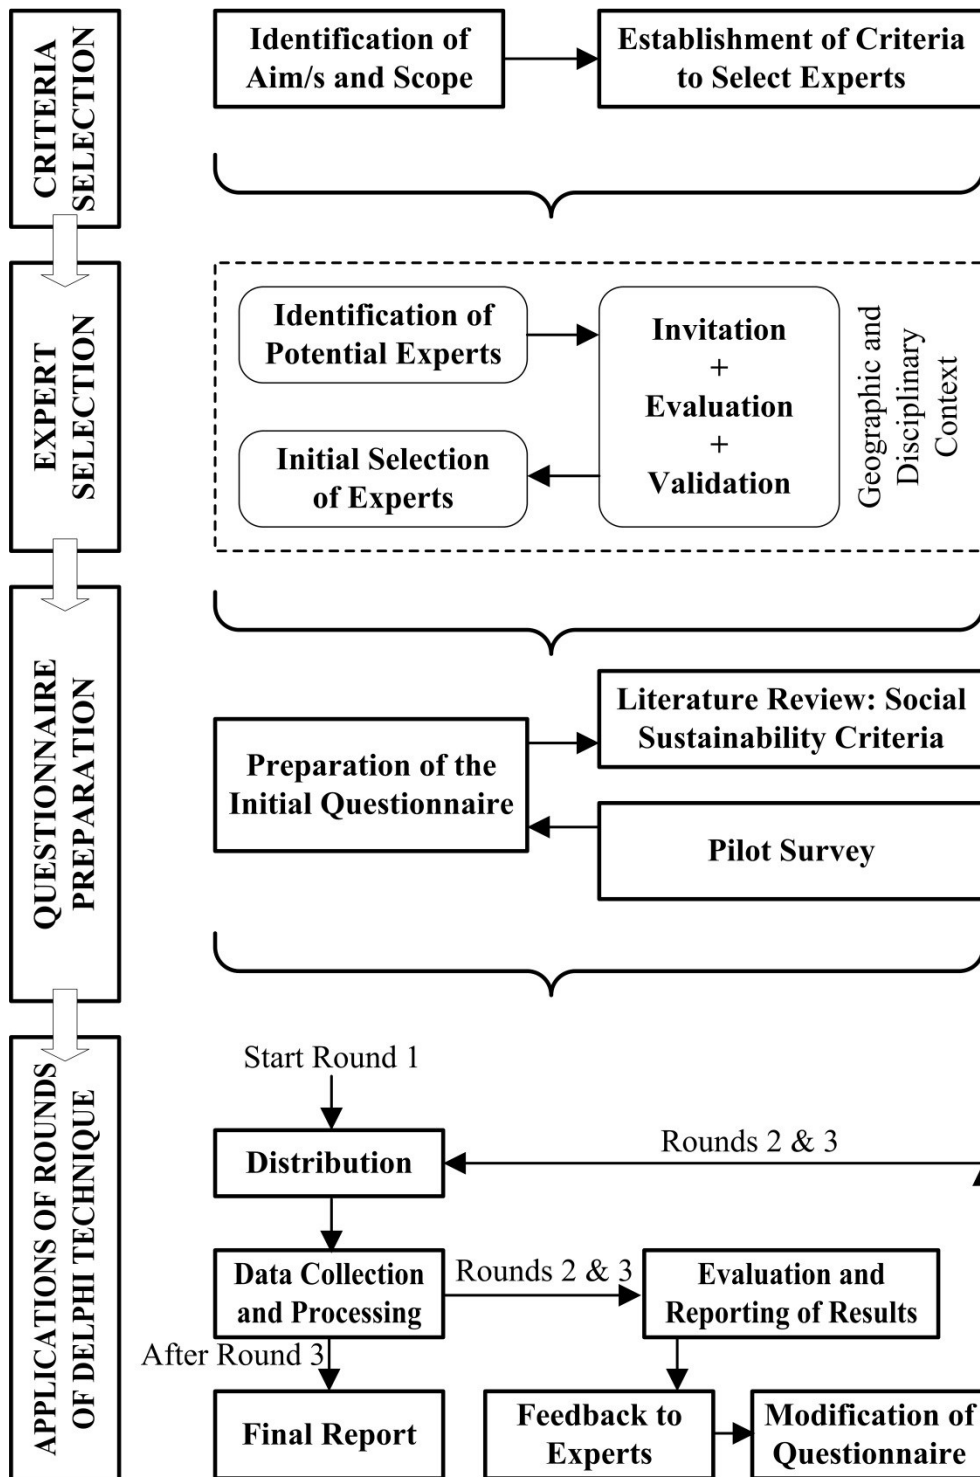 CRITERIA
SELECTION
Identification of
Aim/s and Scope
Establishment of Criteria
to Select Experts
EXPERT
SELECTION
Identification of
Potential Experts
Invitation
+
Evaluation
+
Validation
Initial Selection
of Experts
Geographic and
Disciplinary
Context
QUESTIONNAIRE
PREPARATION
Preparation of the
Initial Questionnaire
Literature Review: Social
Sustainability Criteria
Pilot Survey
APPLICATIONS OF ROUNDS
OF DELPHI TECHNIQUE
Start Round 1
Distribution
Rounds 2 & 3
Data Collection
and Processing
Rounds 2 & 3
Evaluation and
Reporting of Results
After Round 3
Final Report
Feedback to
Experts
Modification of
Questionnaire